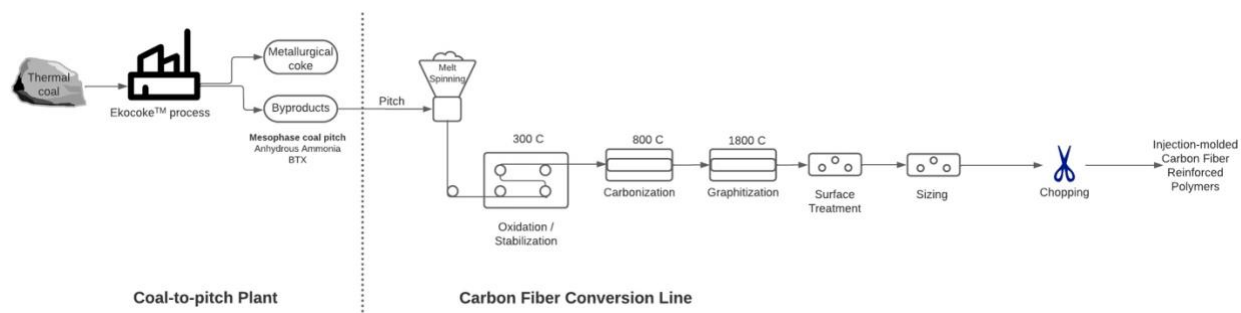 Thermal
coal
Ekocoke™ process
Metallurgical
coke
Byproducts
Mesophase coal pitch
Anhydrous Ammonia
BTX
Pitch
Melt
Spinning
300 C
Oxidation /
Stabilization
800 C
Carbonization
1800 C
Graphitization
Surface
Treatment
Sizing
Chopping
Injection-molded
Carbon Fiber
Reinforced
Polymers
Coal-to-pitch Plant
Carbon Fiber Conversion Line